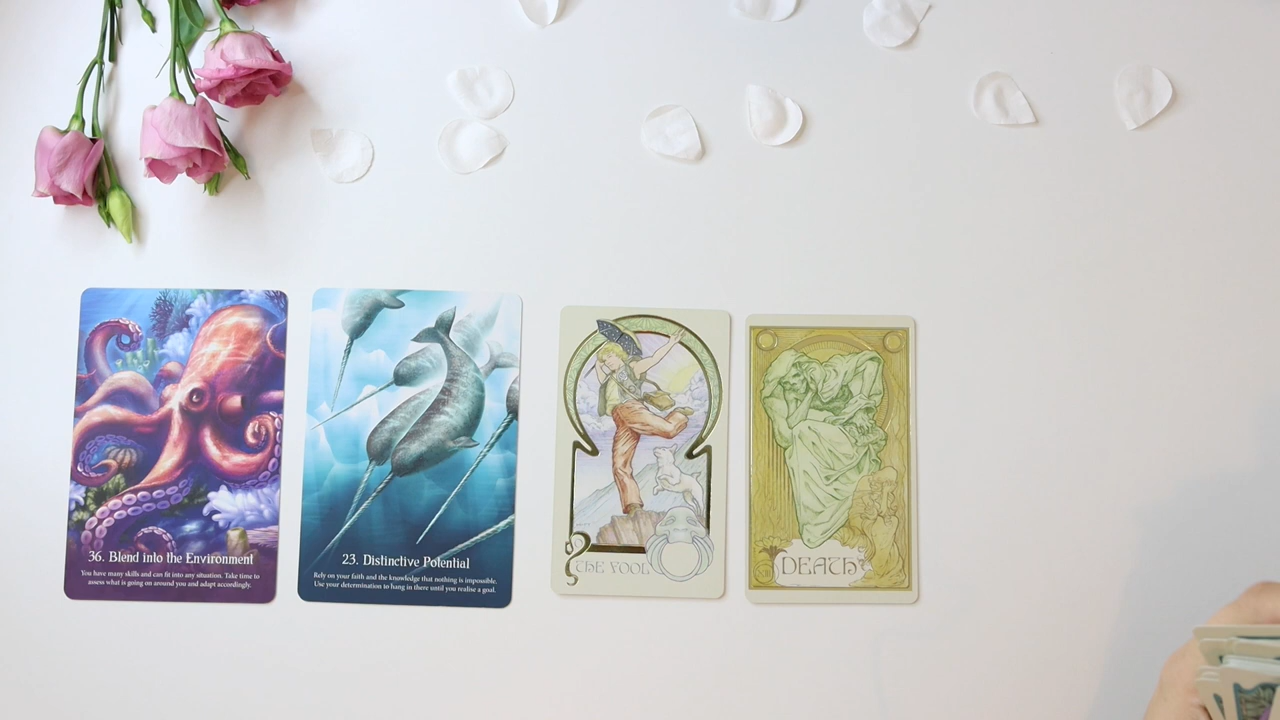 36. Blend into the Environment
You have many skills and can fit into any situation. Take time to
assess what is going on around you and adapt accordingly.
23. Distinctive Potential
Rely on your faith and the knowledge that nothing is impossible.
Use your determination to hang in there until you realise a goal.
0
THE FOOL
XIII
DEATH